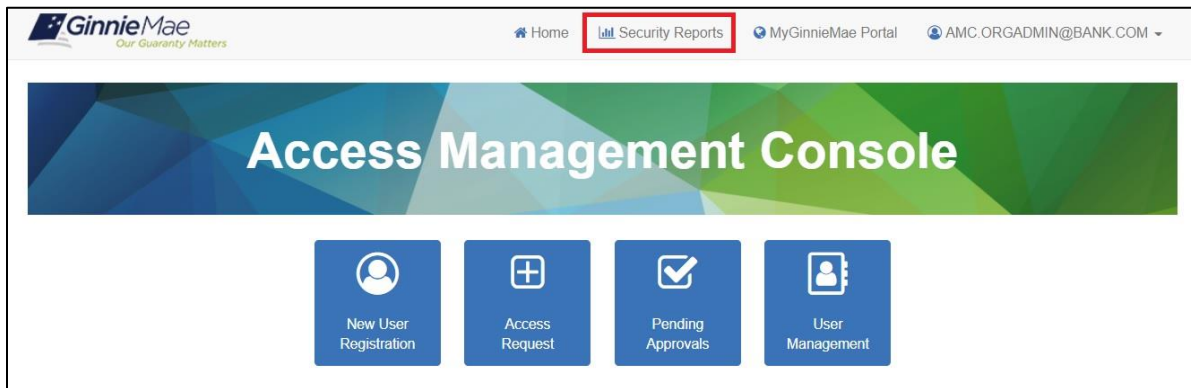 GinnieMae
Our Guaranty Matters
Home Security Reports MyGinnieMae Portal AMC.ORGADMIN@BANK.COM
Access Management Console
New User
Registration
Access
Request
Pending
Approvals
User
Management